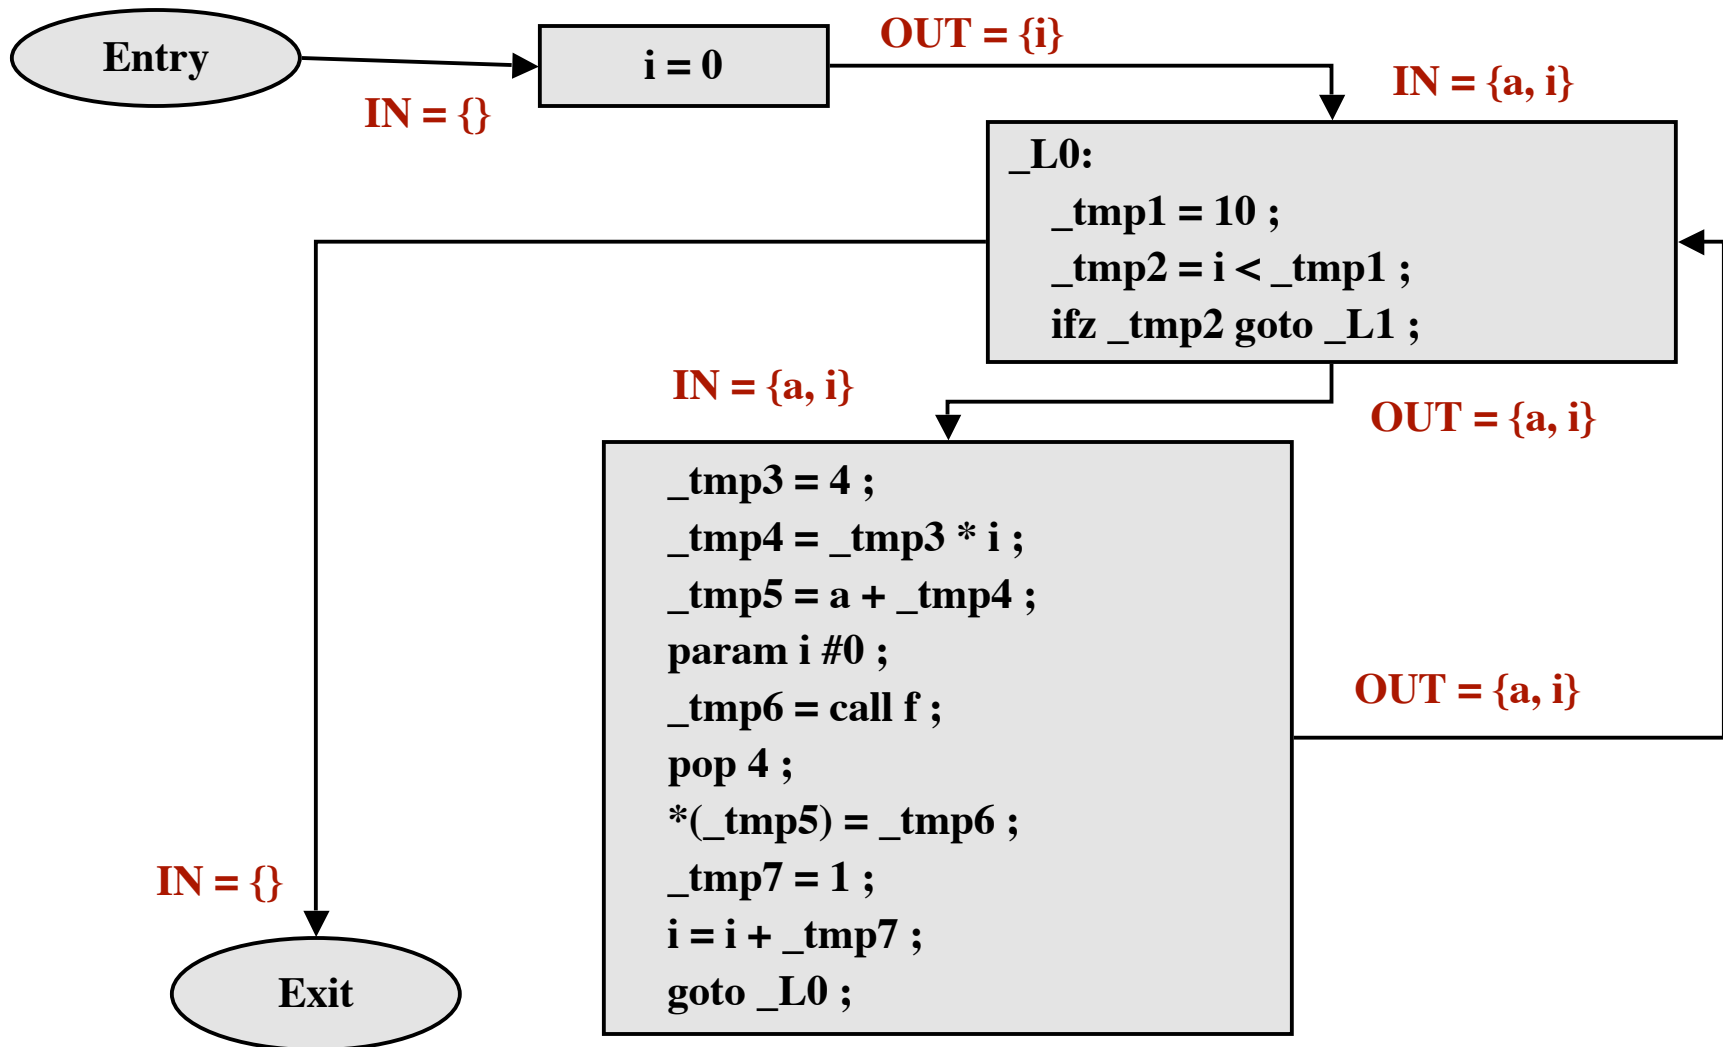 Entry
IN = {}
i = 0
OUT = {i}
IN = {a, i}
_L0:
_tmp1 = 10 ;
_tmp2 = i < _tmp1 ;
ifz _tmp2 goto _L1 ;
IN = {a, i}
OUT = {a, i}
_tmp3 = 4 ;
_tmp4 = _tmp3 * i ;
_tmp5 = a + _tmp4 ;
param i #0 ;
_tmp6 = call f ;
pop 4 ;
*(_tmp5) = _tmp6 ;
_tmp7 = 1 ;
i = i + _tmp7 ;
goto _L0 ;
OUT = {a, i}
IN = {}
Exit